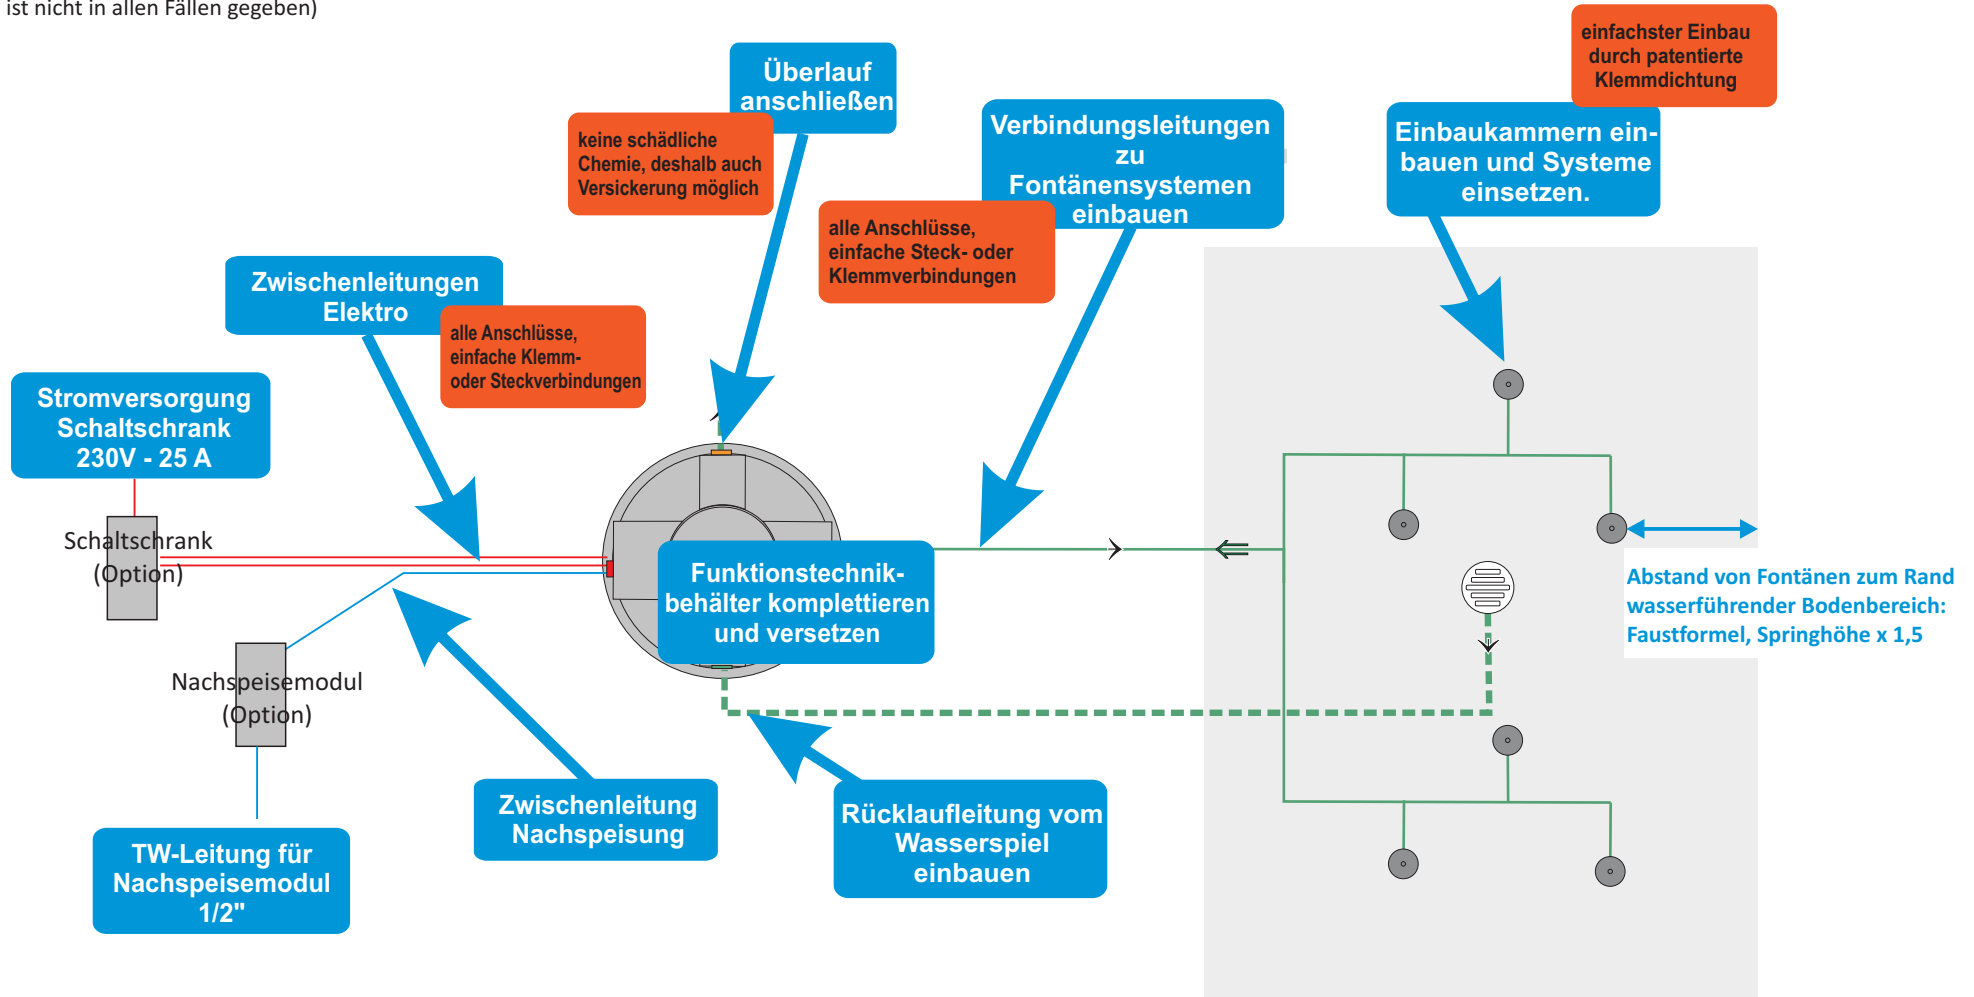 ist nicht in allen Fällen gegeben)
einfachster Einbau
durch patentierte
Klemmdichtung
Überlauf
anschließen
keine schädliche
Chemie, deshalb auch
Versickerung möglich
Verbindungsleitungen
zu
Fontänensystemen
einbauen
alle Anschlüsse,
einfache Steck- oder
Klemmverbindungen
Einbaukammern ein-
bauen und Systeme
einsetzen.
Zwischenleitungen
Elektro
alle Anschlüsse,
einfache Klemm-
oder Steckverbindungen
Stromversorgung
Schaltschrank
230V - 25 A
Schaltschrank
(Option)
Funktionstechnik-
behälter komplettieren
und versetzen
Abstand von Fontänen zum Rand
wasserführender Bodenbereich:
Faustformel, Springhöhe x 1,5
Nachspeisemodul
(Option)
Zwischenleitung
Nachspeisung
Rücklaufleitung vom
Wasserspiel
einbauen
TW-Leitung für
Nachspeisemodul
1/2"